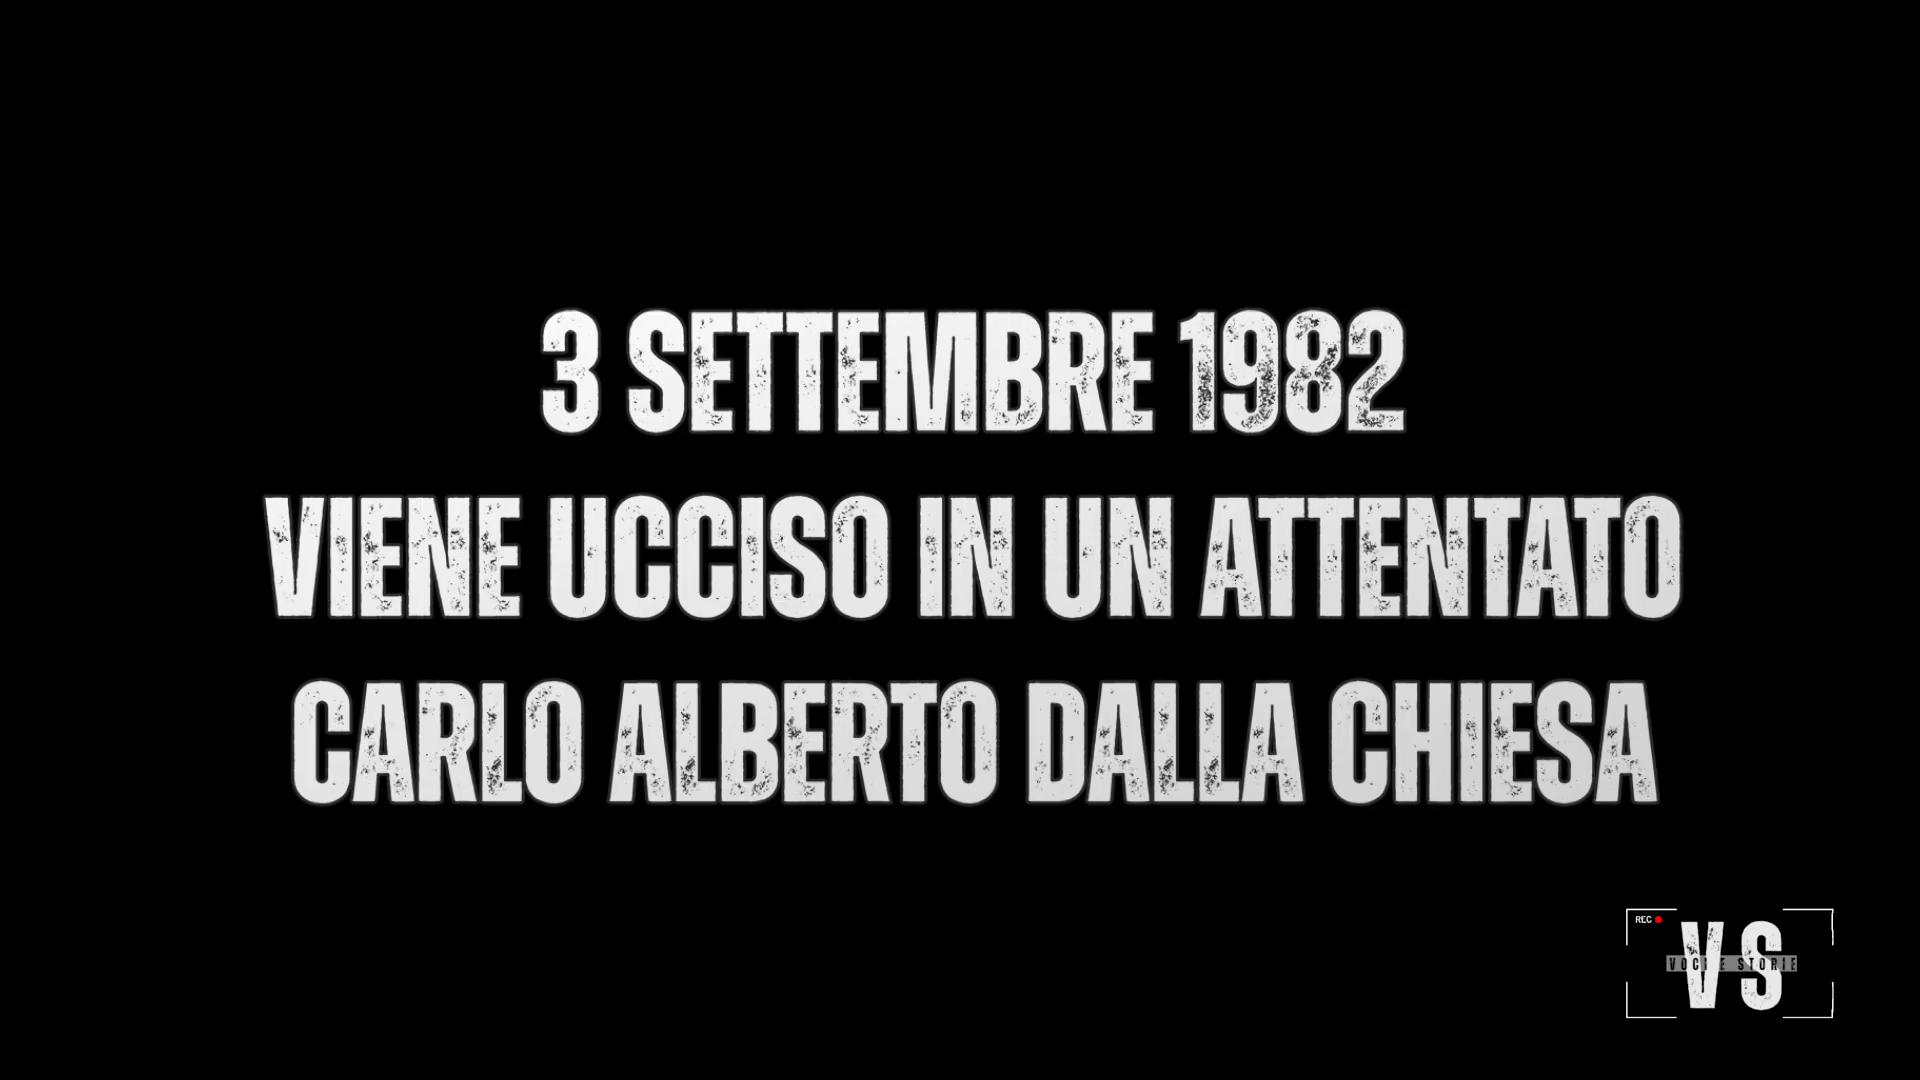 3 SETTEMBRE 1982
VIENE UCCISO IN UN ATTENTATO
CARLO ALBERTO DALLA CHIESA
REC
VS
VOCI E STORIE